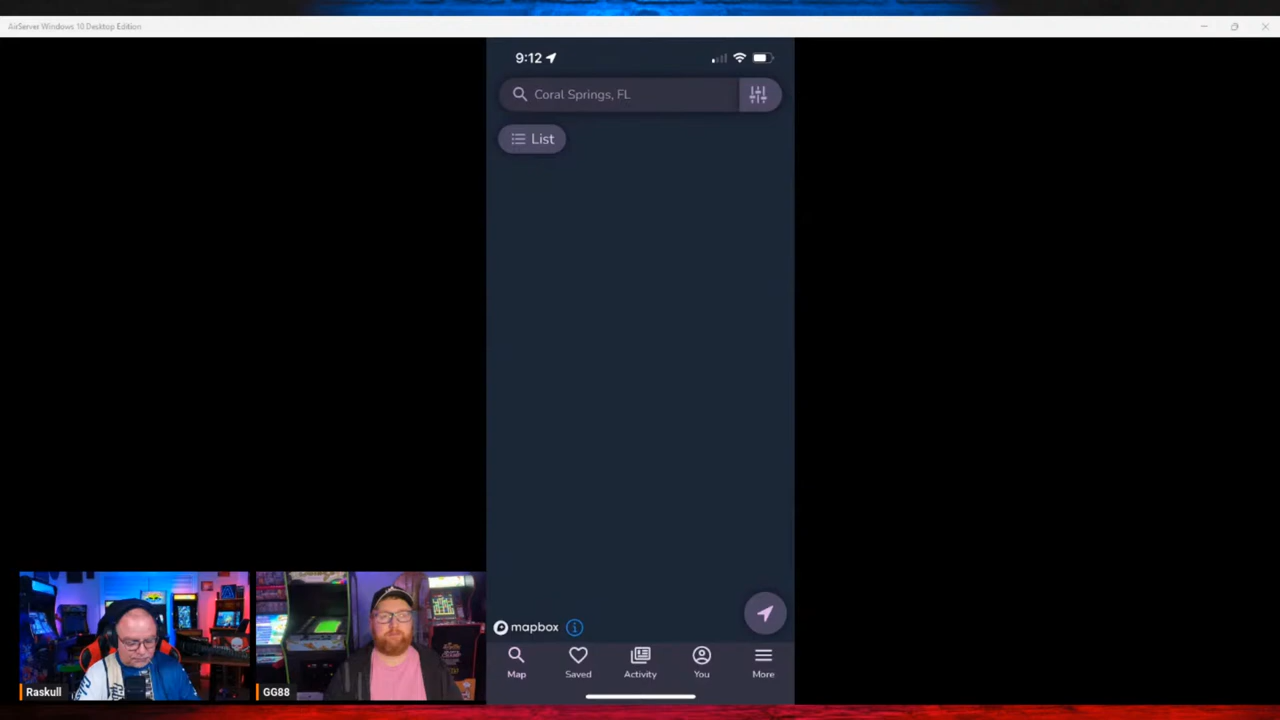 AirServer Windows 10 Desktop Edition
9:12
Coral Springs, FL
List
mapbox
Map
Saved
Activity
You
More
Raskull
GG88